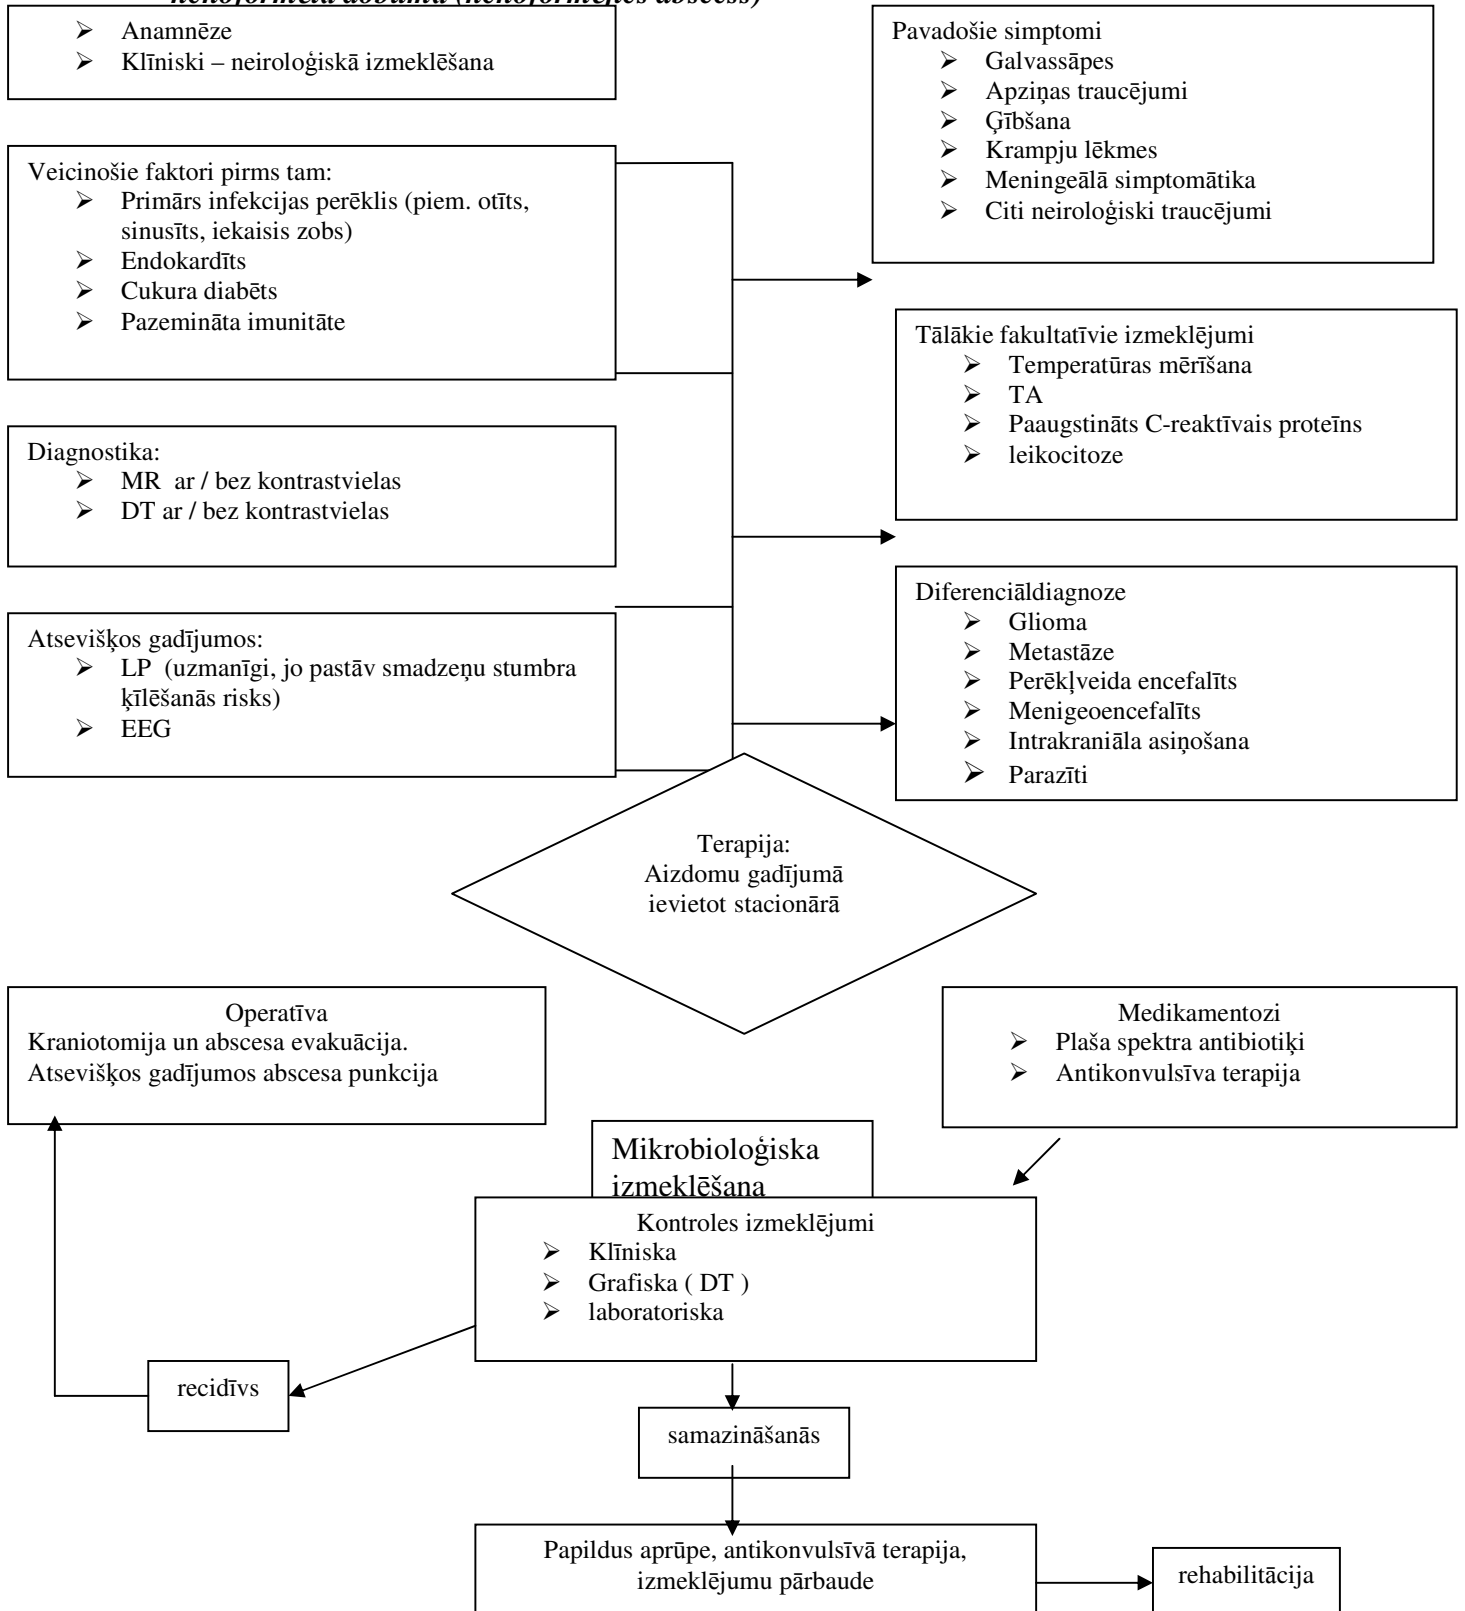 nenoformētā dobumā (nenoformējies abscess)
➢ Anamnēze
➢ Klīniski – neiroloģiskā izmeklēšana
Pavadošie simptomi
➢ Galvassāpes
➢ Apziņas traucējumi
➢ Ģībšana
➢ Krampju lēkmes
➢ Meningeālā simptomātika
➢ Citi neiroloģiski traucējumi
Veicinošie faktori pirms tam:
➢ Primārs infekcijas perēklis (piem. otīts,
sinusīts, iekaisis zobs)
➢ Endokardīts
➢ Cukura diabēts
➢ Pazemināta imunitāte
Tālākie fakultatīvie izmeklējumi
➢ Temperatūras mērīšana
➢ TA
➢ Paaugstināts C-reaktīvais proteīns
➢ leikocitoze
Diagnostika:
➢ MR ar / bez kontrastvielas
➢ DT ar / bez kontrastvielas
Diferenciāldiagnoze
➢ Glioma
➢ Metastāze
➢ Perēkļveida encefalīts
➢ Menigeoencefalīts
➢ Intrakraniāla asiņošana
➢ Parazīti
Atsevišķos gadījumos:
➢ LP (uzmanīgi, jo pastāv smadzeņu stumbra
ķīlēšanās risks)
➢ EEG
Terapija:
Aizdomu gadījumā
ievietot stacionārā
Operatīva
Kraniotomija un abscesa evakuācija.
Atsevišķos gadījumos abscesa punkcija
Medikamentozi
➢ Plaša spektra antibiotiķi
➢ Antikonvulsīva terapija
Mikrobioloģiska
izmeklēšana
Kontroles izmeklējumi
➢ Klīniska
➢ Grafiska ( DT )
➢ laboratoriska
recidīvs
samazināšanās
Papildus aprūpe, antikonvulsīvā terapija,
izmeklējumu pārbaude
rehabilitācija